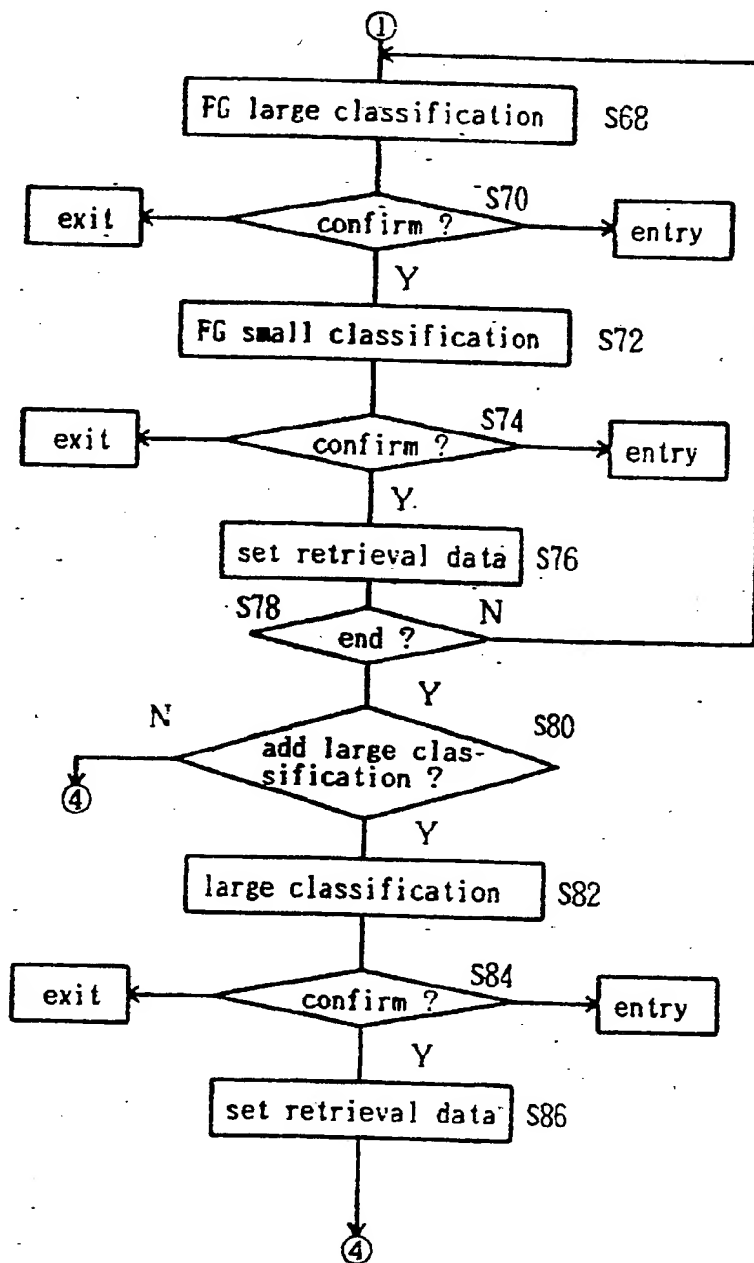 ①
FG large classification S68
S70
exit confirm ? entry
Y
FG small classification S72
S74
exit confirm ? entry
Y
set retrieval data S76
S78 N
end ?
Y
N S80
add large clas-
sification ?
④
Y
large classification S82
S84
exit confirm ? entry
Y
set retrieval data S86
④